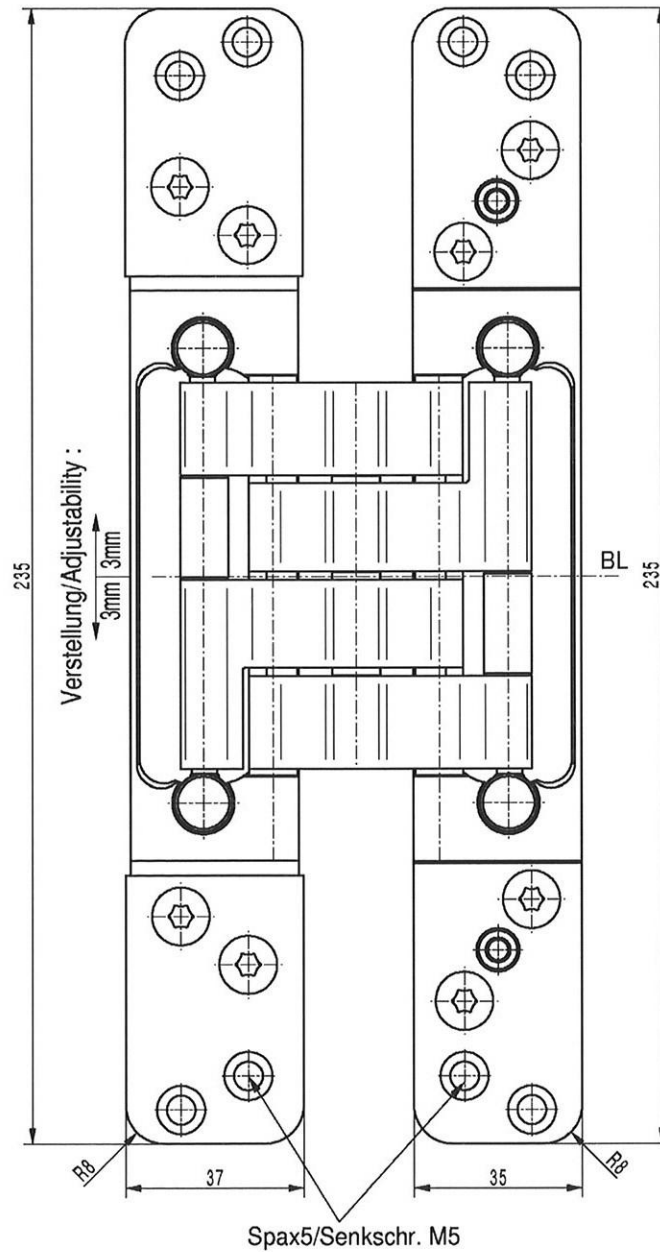 Verstellung/Adjustability :
3mm
3mm
235
235
BL
R8
37
35
R8
Spax5/Senkschr. M5